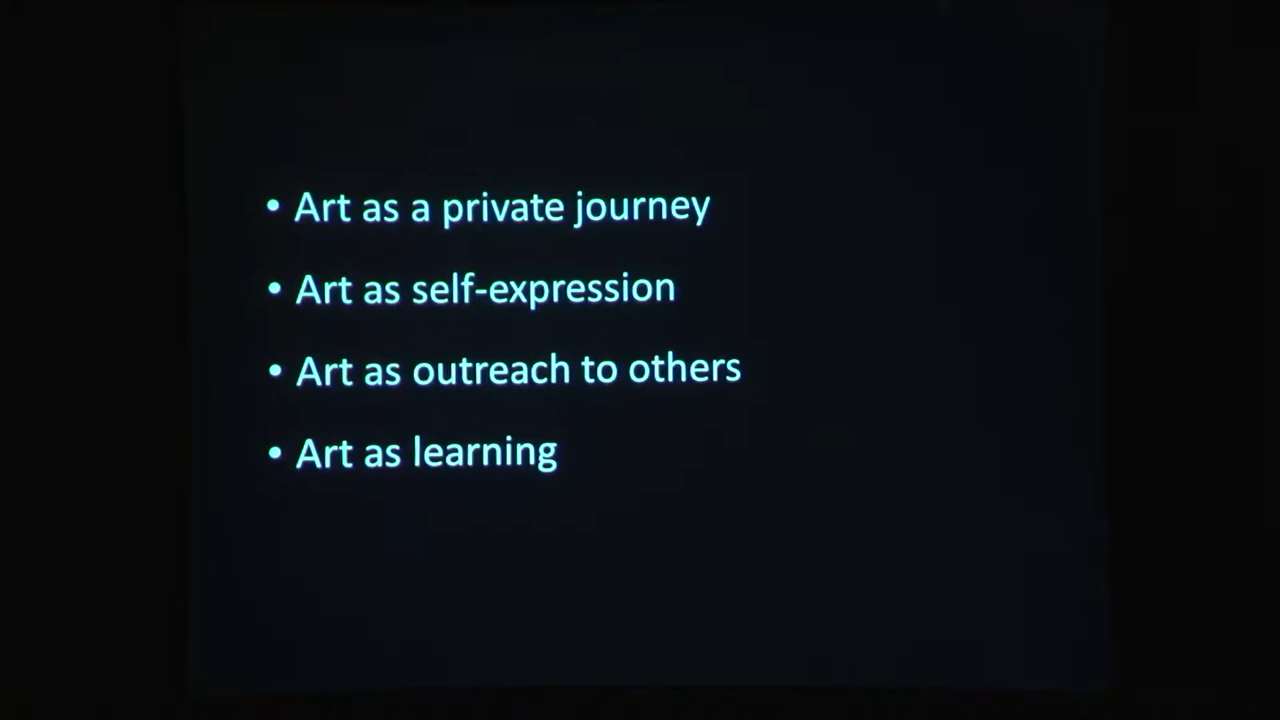 • Art as a private journey
• Art as self-expression
• Art as outreach to others
• Art as learning